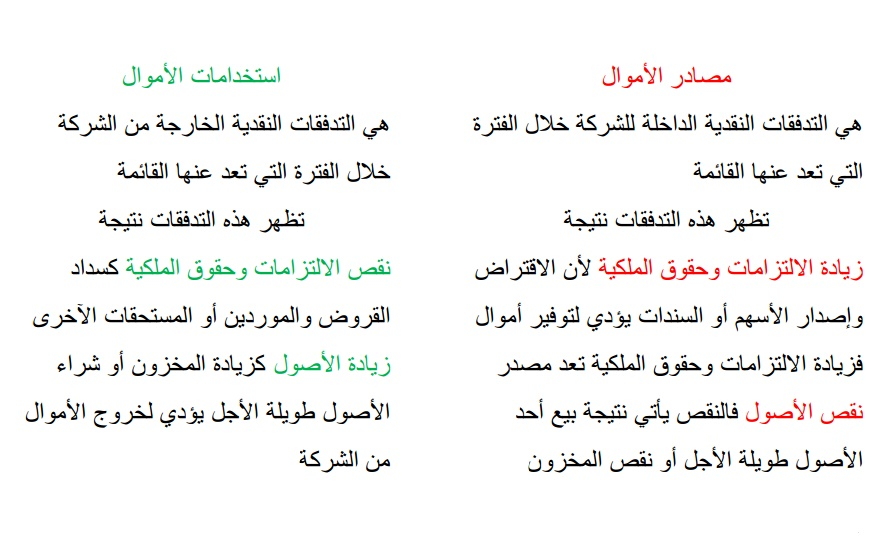 مصادر الأموال
هي التدفقات النقدية الداخلة للشركة خلال الفترة
التي تعد عنها القائمة
تظهر هذه التدفقات نتيجة
زيادة الالتزامات وحقوق الملكية لأن الاقتراض
وإصدار الأسهم أو السندات يؤدي لتوفير أموال
فزيادة الالتزامات وحقوق الملكية تعد مصدر
نقص الأصول فالنقص يأتي نتيجة بيع أحد
الأصول طويلة الأجل أو نقص المخزون
استخدامات الأموال
هي التدفقات النقدية الخارجة من الشركة
خلال الفترة التي تعد عنها القائمة
تظهر هذه التدفقات نتيجة
نقص الالتزامات وحقوق الملكية كسداد
القروض والموردين أو المستحقات الآخرى
زيادة الأصول كزيادة المخزون أو شراء
الأصول طويلة الأجل يؤدي لخروج الأموال
من الشركة